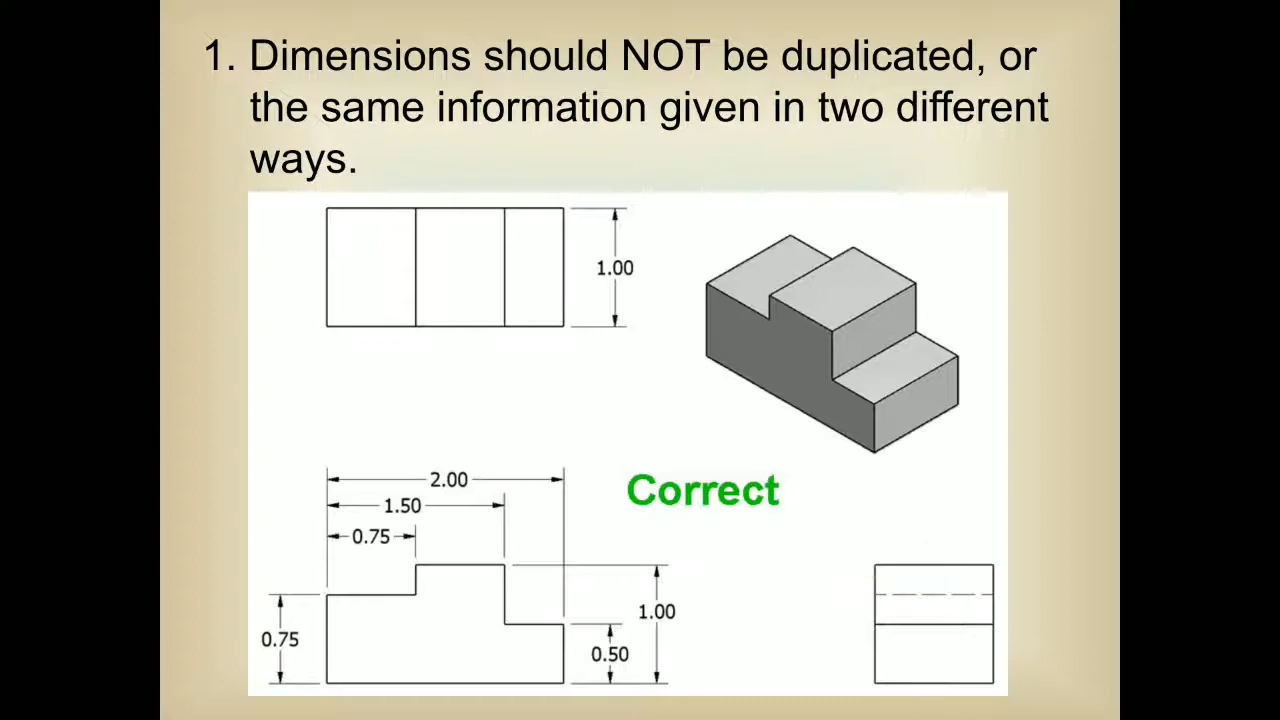 1. Dimensions should NOT be duplicated, or
the same information given in two different
ways.
1.00
2.00
Correct
1.50
0.75
1.00
0.75
0.50